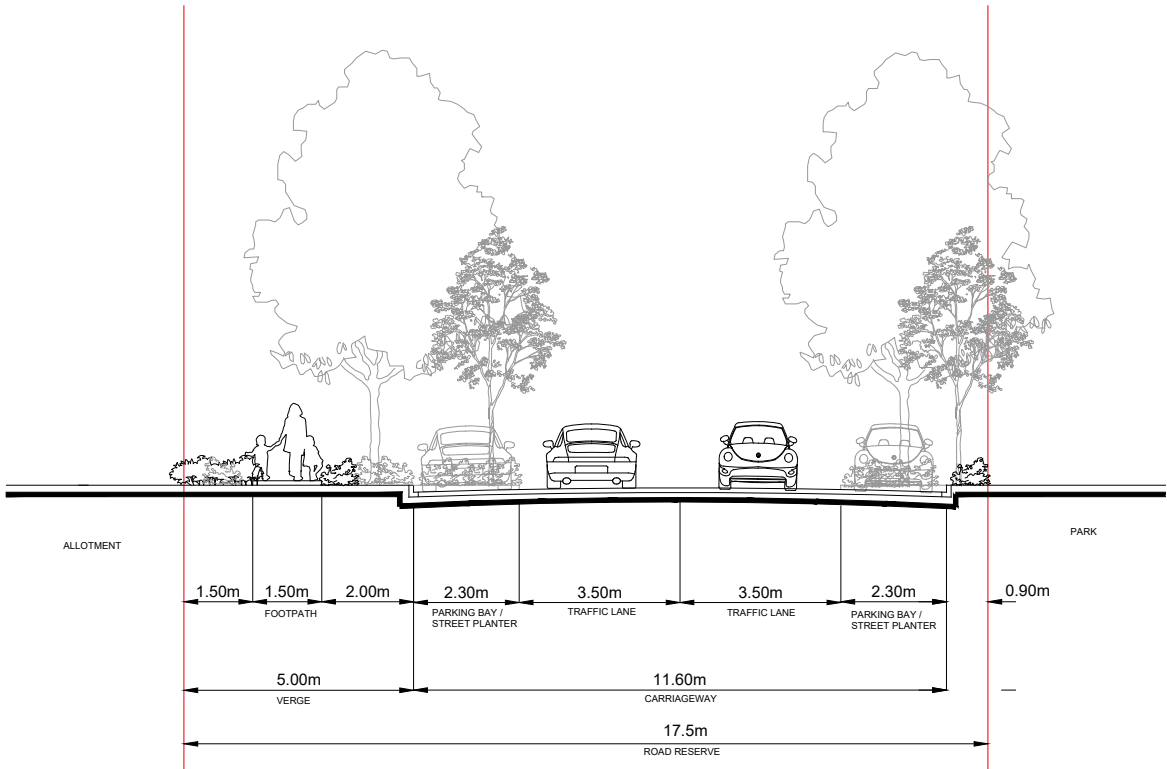 ALLOTMENT
PARK
1.50m
1.50m
2.00m
2.30m
3.50m
3.50m
2.30m
0.90m
FOOTPATH
PARKING BAY /
STREET PLANTER
TRAFFIC LANE
TRAFFIC LANE
PARKING BAY /
STREET PLANTER
5.00m
11.60m
VERGE
CARRIAGEWAY
17.5m
ROAD RESERVE